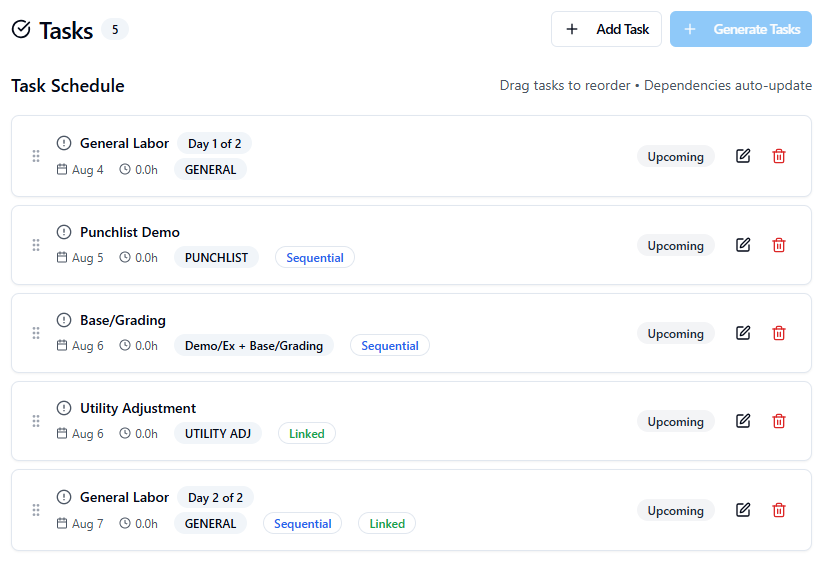 Tasks 5
Add Task
Generate Tasks
Task Schedule
Drag tasks to reorder • Dependencies auto-update
General Labor Day 1 of 2
Aug 4 0.0h GENERAL
Upcoming
Punchlist Demo
Aug 5 0.0h PUNCHLIST Sequential
Upcoming
Base/Grading
Aug 6 0.0h Demo/Ex + Base/Grading Sequential
Upcoming
Utility Adjustment
Aug 6 0.0h UTILITY ADJ Linked
Upcoming
General Labor Day 2 of 2
Aug 7 0.0h GENERAL Sequential Linked
Upcoming